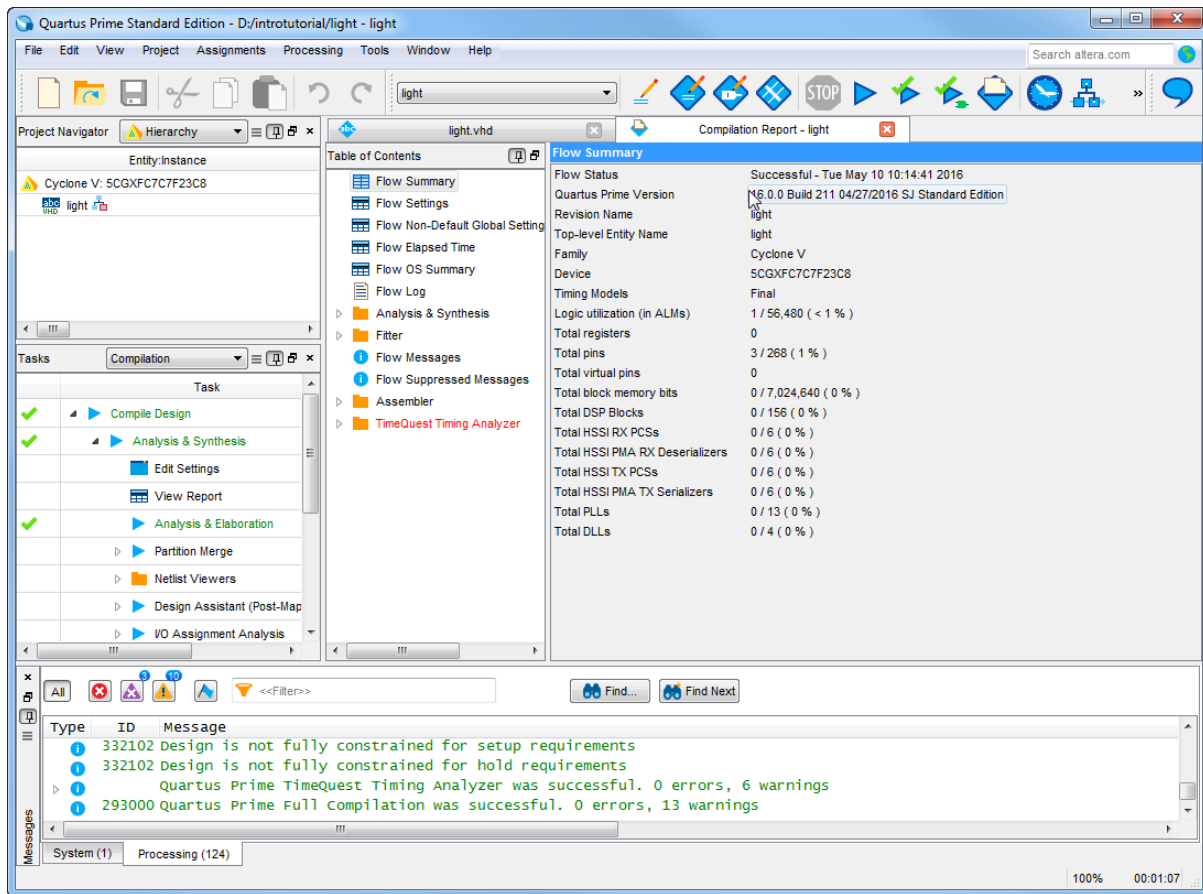 Quartus Prime Standard Edition - D:/introtutorial/light - light
File Edit View Project Assignments Processing Tools Window Help
Search altera.com
light
STOP
»
Project Navigator Hierarchy
Entity:Instance
Cyclone V: 5CGXFC7C7F23C8
abc VHD light
Tasks Compilation
Task
Compile Design
Analysis & Synthesis
Edit Settings
View Report
Analysis & Elaboration
Partition Merge
Netlist Viewers
Design Assistant (Post-Map
I/O Assignment Analysis
abc light.vhd
Compilation Report - light
Table of Contents
Flow Summary
Flow Settings
Flow Non-Default Global Setting
Flow Elapsed Time
Flow OS Summary
Flow Log
Analysis & Synthesis
Fitter
Flow Messages
Flow Suppressed Messages
Assembler
TimeQuest Timing Analyzer
Flow Summary
Flow Status Successful - Tue May 10 10:14:41 2016
Quartus Prime Version 16.0.0 Build 211 04/27/2016 SJ Standard Edition
Revision Name light
Top-level Entity Name light
Family Cyclone V
Device 5CGXFC7C7F23C8
Timing Models Final
Logic utilization (in ALMs) 1 / 56,480 ( < 1 % )
Total registers 0
Total pins 3 / 268 ( 1 % )
Total virtual pins 0
Total block memory bits 0 / 7,024,640 ( 0 % )
Total DSP Blocks 0 / 156 ( 0 % )
Total HSSI RX PCSs 0 / 6 ( 0 % )
Total HSSI PMA RX Deserializers 0 / 6 ( 0 % )
Total HSSI TX PCSs 0 / 6 ( 0 % )
Total HSSI PMA TX Serializers 0 / 6 ( 0 % )
Total PLLs 0 / 13 ( 0 % )
Total DLLs 0 / 4 ( 0 % )
All 3 10 <<Filter>> Find... Find Next
Type ID Message
332102 Design is not fully constrained for setup requirements
332102 Design is not fully constrained for hold requirements
Quartus Prime TimeQuest Timing Analyzer was successful. 0 errors, 6 warnings
293000 Quartus Prime Full Compilation was successful. 0 errors, 13 warnings
Messages
System (1) Processing (124)
100% 00:01:07